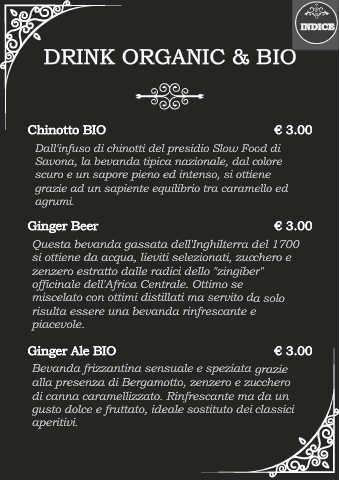 INDICE
DRINK ORGANIC & BIO
Chinotto BIO € 3.00
Dall'infuso di chinotti del presidio Slow Food di
Savona, la bevanda tipica nazionale, dal colore
scuro e un sapore pieno ed intenso, si ottiene
grazie ad un sapiente equilibrio tra caramello ed
agrumi.
Ginger Beer € 3.00
Questa bevanda gassata dell'Inghilterra del 1700
si ottiene da acqua, lieviti selezionati, zucchero e
zenzero estratto dalle radici dello "zingiber"
officinale dell'Africa Centrale. Ottimo se
miscelato con ottimi distillati ma servito da solo
risulta essere una bevanda rinfrescante e
piacevole.
Ginger Ale BIO € 3.00
Bevanda frizzantina sensuale e speziata grazie
alla presenza di Bergamotto, zenzero e zucchero
di canna caramellizzato. Rinfrescante ma da un
gusto dolce e fruttato, ideale sostituto dei classici
aperitivi.